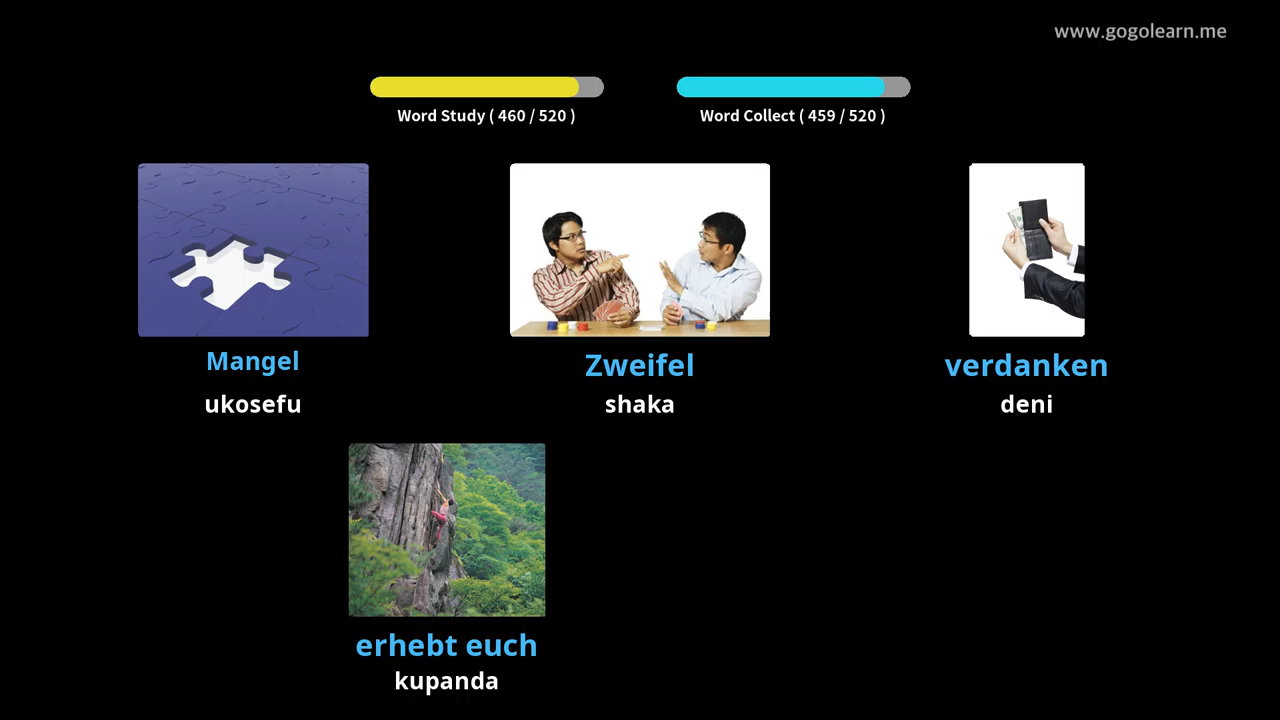 www.gogolearn.me
Word Study ( 460 / 520 )
Word Collect ( 459 / 520 )
Mangel
ukosefu
Zweifel
shaka
verdanken
deni
erhebt euch
kupanda